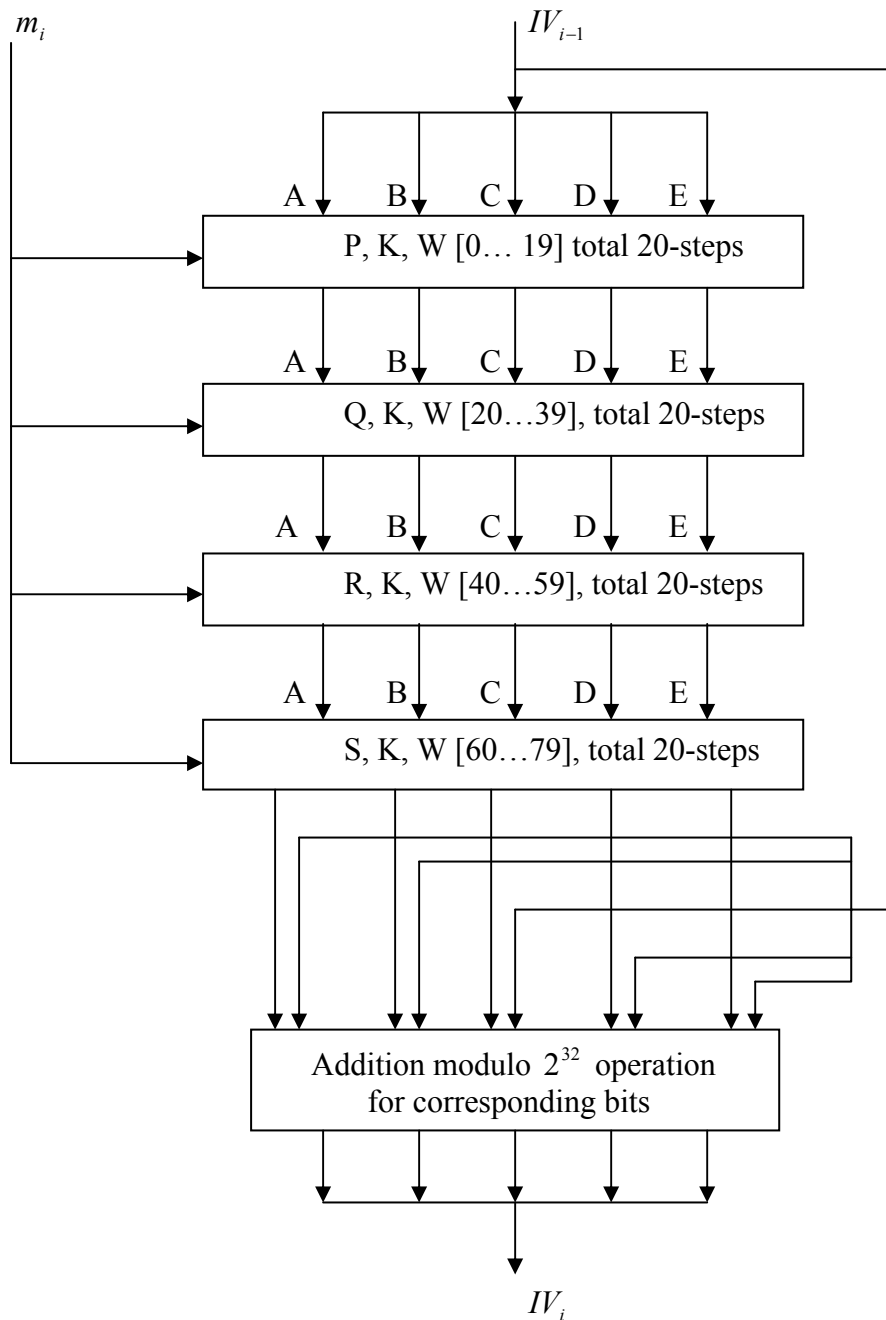 m_i IV_{i−1}
A B C D E
P, K, W [0… 19] total 20-steps
A B C D E
Q, K, W [20…39], total 20-steps
A B C D E
R, K, W [40…59], total 20-steps
A B C D E
S, K, W [60…79], total 20-steps
Addition modulo 2^{32} operation
for corresponding bits
IV_i